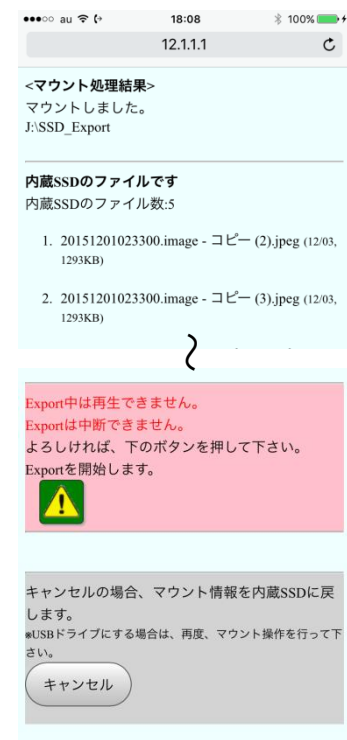 au 18:08 100%
12.1.1.1
<マウント処理結果>
マウントしました。
J:\SSD_Export
内蔵SSDのファイルです
内蔵SSDのファイル数:5
1. 20151201023300.image - コピー (2).jpeg (12/03,
1293KB)
2. 20151201023300.image - コピー (3).jpeg (12/03,
1293KB)
Export中は再生できません。
Exportは中断できません。
よろしければ、下のボタンを押して下さい。
Exportを開始します。
キャンセルの場合、マウント情報を内蔵SSDに戻
します。
※USBドライブにする場合は、再度、マウント操作を行って下
さい。
キャンセル